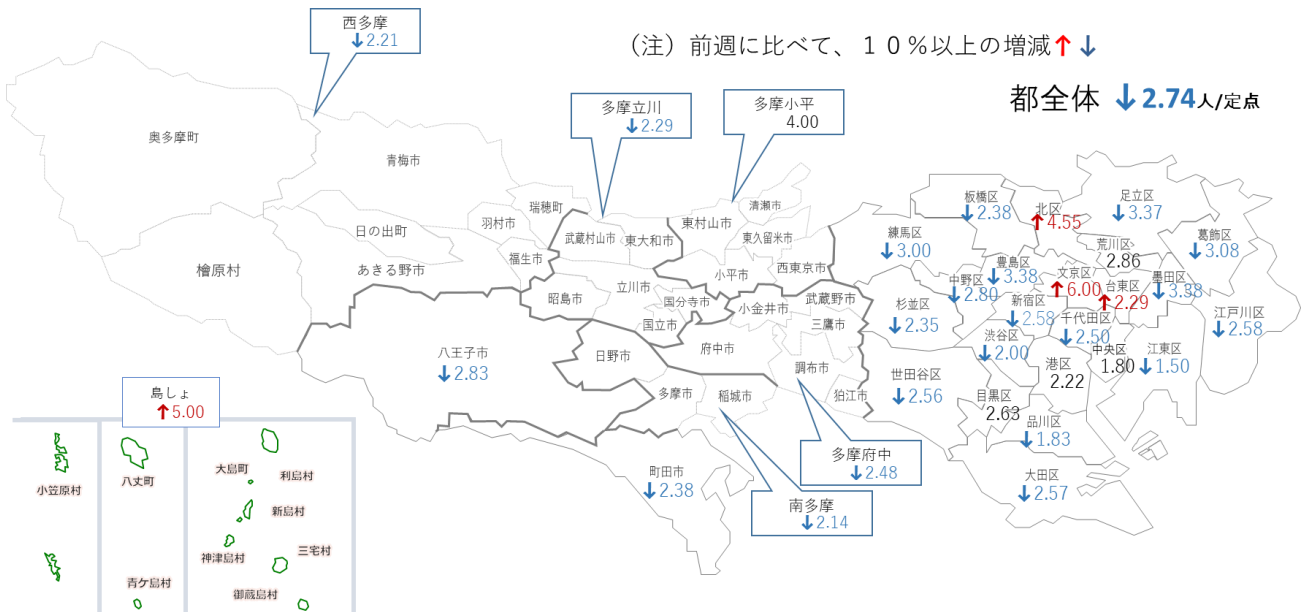 （注）前週に比べて、１０％以上の増減↑↓
都全体 ↓2.74人/定点
西多摩
↓2.21
多摩立川
↓2.29
多摩小平
4.00
奥多摩町
青梅市
瑞穂町
羽村市
日の出町
檜原村
あきる野市
福生市
武蔵村山市
東大和市
東村山市
清瀬市
東久留米市
小平市
西東京市
昭島市
立川市
国分寺市
国立市
小金井市
武蔵野市
三鷹市
八王子市
↓2.83
日野市
府中市
調布市
多摩市
稲城市
狛江市
町田市
↓2.38
多摩府中
↓2.48
南多摩
↓2.14
板橋区
↓2.38
北区
↑4.55
足立区
↓3.37
練馬区
↓3.00
荒川区
2.86
葛飾区
↓3.08
豊島区
↓3.38
文京区
↑6.00
台東区
↑2.29
墨田区
↓3.38
中野区
↓2.80
杉並区
↓2.35
新宿区
↓2.58
千代田区
↓2.50
江戸川区
↓2.58
渋谷区
↓2.00
港区
2.22
中央区
1.80
江東区
↓1.50
世田谷区
↓2.56
目黒区
2.63
品川区
↓1.83
大田区
↓2.57
島しょ
↑5.00
小笠原村
八丈町
青ケ島村
大島町
利島村
新島村
神津島村
三宅村
御蔵島村